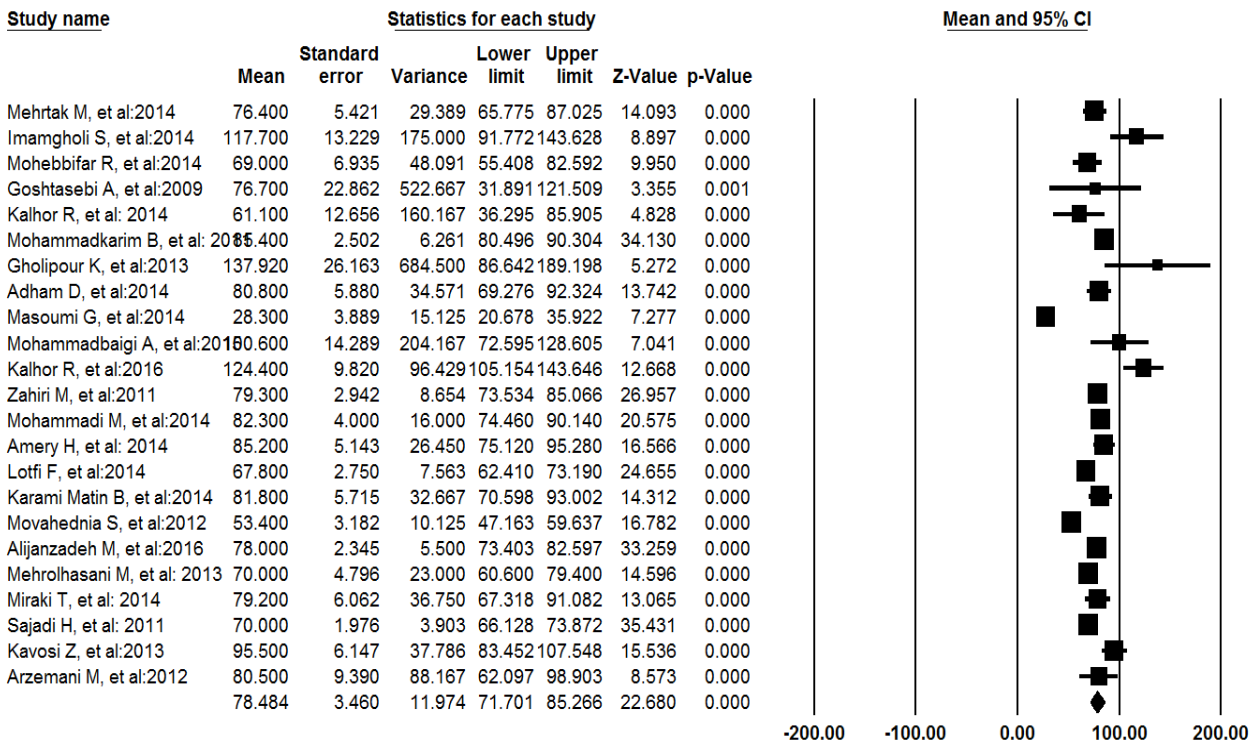 Study name Statistics for each study Mean and 95% CI
Standard Lower Upper
Mean error Variance limit limit Z-Value p-Value
Mehrtak M, et al:2014 76.400 5.421 29.389 65.775 87.025 14.093 0.000
Imamgholi S, et al:2014 117.700 13.229 175.000 91.772 143.628 8.897 0.000
Mohebbifar R, et al:2014 69.000 6.935 48.091 55.408 82.592 9.950 0.000
Goshtasebi A, et al:2009 76.700 22.862 522.667 31.891 121.509 3.355 0.001
Kalhor R, et al: 2014 61.100 12.656 160.167 36.295 85.905 4.828 0.000
Mohammadkarim B, et al: 2011 85.400 2.502 6.261 80.496 90.304 34.130 0.000
Gholipour K, et al:2013 137.920 26.163 684.500 86.642 189.198 5.272 0.000
Adham D, et al:2014 80.800 5.880 34.571 69.276 92.324 13.742 0.000
Masoumi G, et al:2014 28.300 3.889 15.125 20.678 35.922 7.277 0.000
Mohammadbaigi A, et al:2015 100.600 14.289 204.167 72.595 128.605 7.041 0.000
Kalhor R, et al:2016 124.400 9.820 96.429 105.154 143.646 12.668 0.000
Zahiri M, et al:2011 79.300 2.942 8.654 73.534 85.066 26.957 0.000
Mohammadi M, et al:2014 82.300 4.000 16.000 74.460 90.140 20.575 0.000
Amery H, et al: 2014 85.200 5.143 26.450 75.120 95.280 16.566 0.000
Lotfi F, et al:2014 67.800 2.750 7.563 62.410 73.190 24.655 0.000
Karami Matin B, et al:2014 81.800 5.715 32.667 70.598 93.002 14.312 0.000
Movahednia S, et al:2012 53.400 3.182 10.125 47.163 59.637 16.782 0.000
Alijanzadeh M, et al:2016 78.000 2.345 5.500 73.403 82.597 33.259 0.000
Mehrolhasani M, et al: 2013 70.000 4.796 23.000 60.600 79.400 14.596 0.000
Miraki T, et al: 2014 79.200 6.062 36.750 67.318 91.082 13.065 0.000
Sajadi H, et al: 2011 70.000 1.976 3.903 66.128 73.872 35.431 0.000
Kavosi Z, et al:2013 95.500 6.147 37.786 83.452 107.548 15.536 0.000
Arzemani M, et al:2012 80.500 9.390 88.167 62.097 98.903 8.573 0.000
78.484 3.460 11.974 71.701 85.266 22.680 0.000
-200.00 -100.00 0.00 100.00 200.00